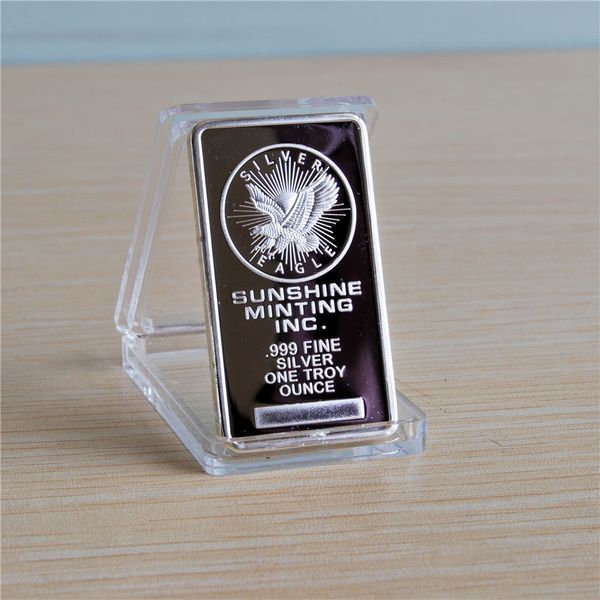 SILVER
EAGLE
SUNSHINE
MINTING
INC.
.999 FINE
SILVER
ONE TROY
OUNCE